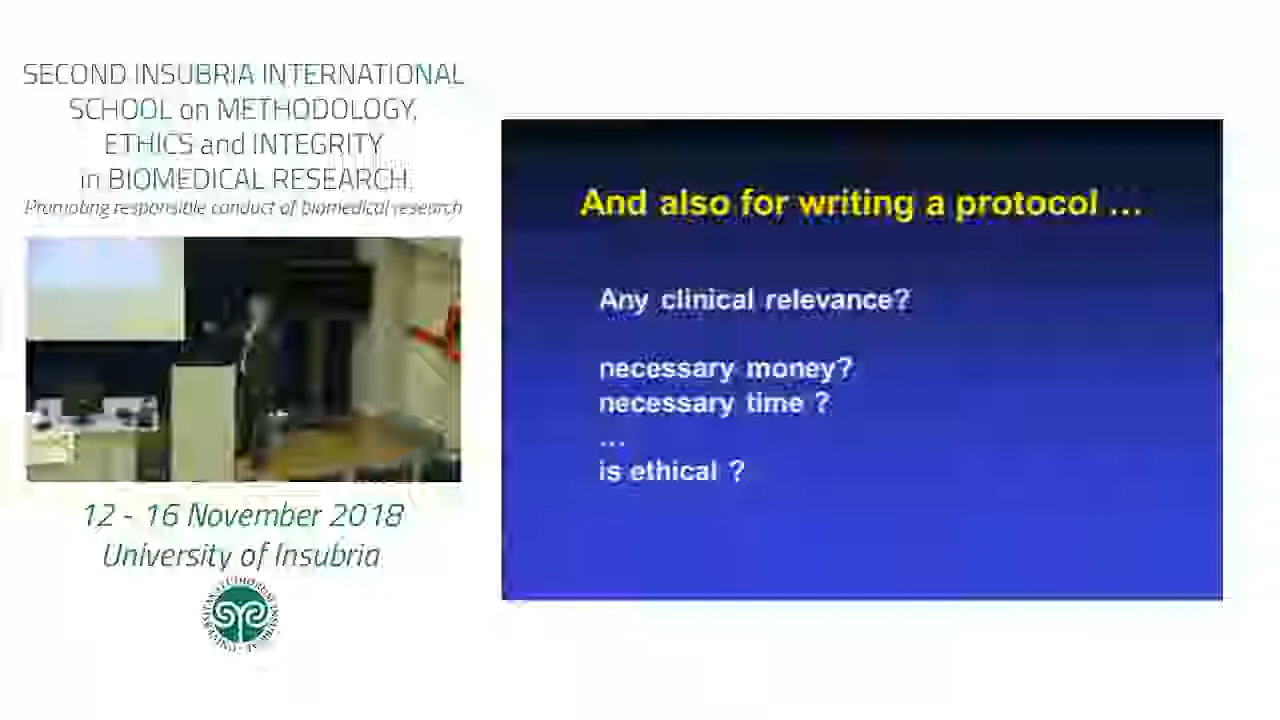 SECOND INSUBRIA INTERNATIONAL
SCHOOL on METHODOLOGY,
ETHICS and INTEGRITY
in BIOMEDICAL RESEARCH.
Promoting responsible conduct of biomedical research
12 - 16 November 2018
University of Insubria
And also for writing a protocol ...
Any clinical relevance?
necessary money?
necessary time ?
...
is ethical ?